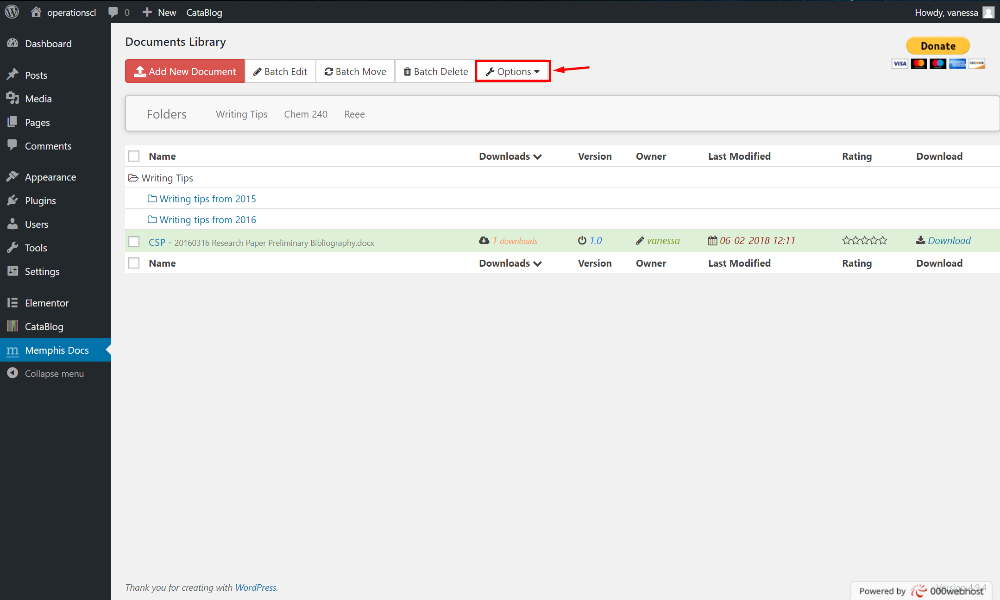 operationscl 0 New CataBlog Howdy, vanessa
Dashboard
Posts
Media
Pages
Comments
Appearance
Plugins
Users
Tools
Settings
Elementor
CataBlog
m Memphis Docs
Collapse menu
Documents Library
Donate
VISA
DISCOVER
Add New Document Batch Edit Batch Move Batch Delete Options
Folders Writing Tips Chem 240 Reee
Name Downloads Version Owner Last Modified Rating Download
Writing Tips
Writing tips from 2015
Writing tips from 2016
CSP - 20160316 Research Paper Preliminary Bibliography.docx 1 downloads 1.0 vanessa 06-02-2018 12:11 Download
Name Downloads Version Owner Last Modified Rating Download
Thank you for creating with WordPress.
Version 4.9.4
Powered by 000webhost